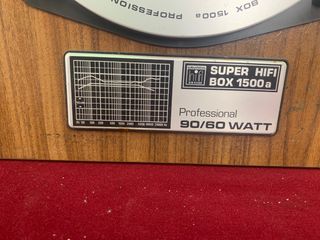 PROFESSIONAL
BOX 1500a
SUPER HIFI
BOX 1500a
Professional
90/60 WATT